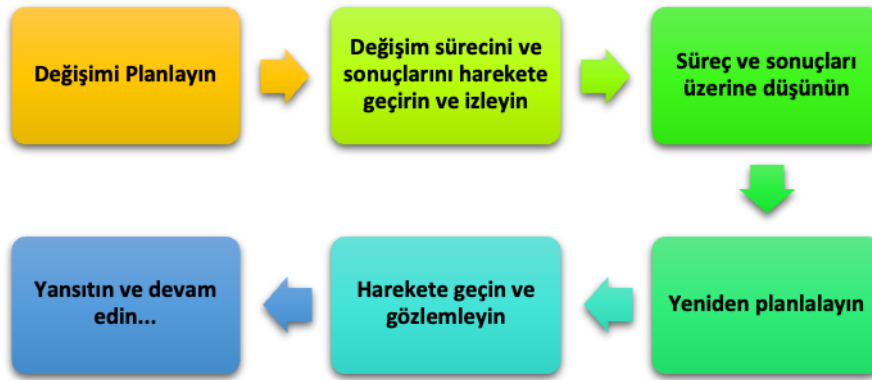 Değişimi Planlayın
Değişim sürecini ve
sonuçlarını harekete
geçirin ve izleyin
Süreç ve sonuçları
üzerine düşünün
Yeniden planlalayın
Harekete geçin ve
gözlemleyin
Yansıtın ve devam
edin...